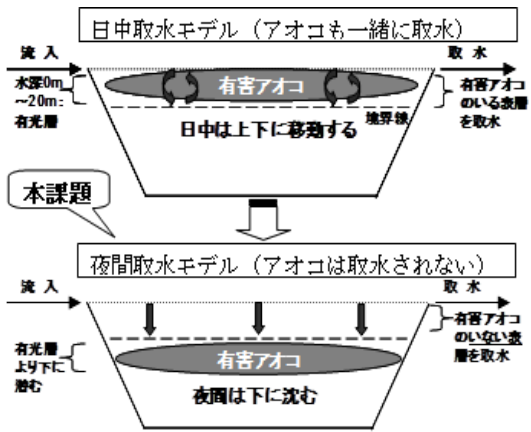 日中取水モデル（アオコも一緒に取水）
流入
取水
水深0m
～20m：
有光層
有害アオコ
有害アオコ
のいる表層
を取水
境界線
日中は上下に移動する
本課題
夜間取水モデル（アオコは取水されない）
流入
取水
有害アオコ
のいない表
層を取水
有光層
より下に
潜む
有害アオコ
夜間は下に沈む